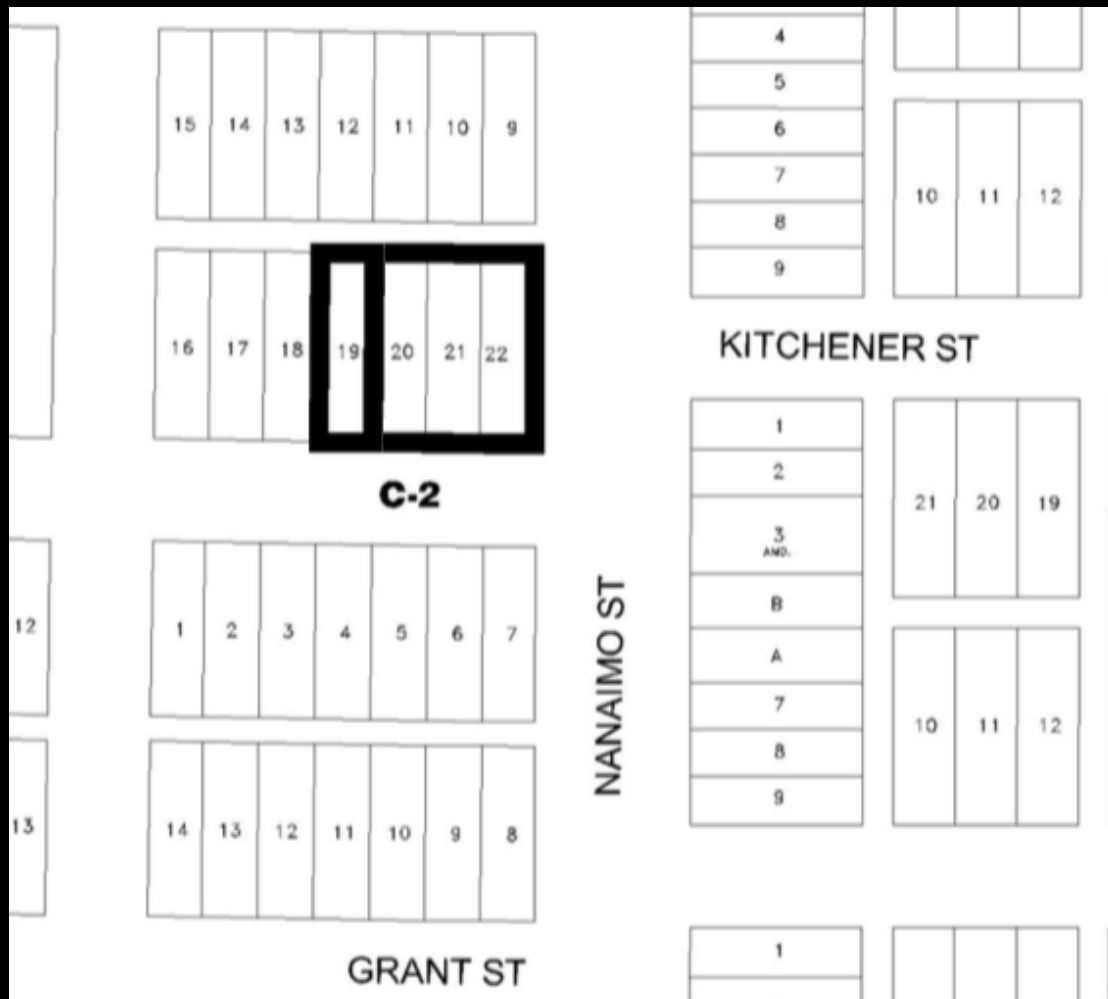 4
5
15 14 13 12 11 10 9
6
7
8
9
10 11 12
16 17 18 19 20 21 22
KITCHENER ST
C-2
1
2
3
AMD.
B
A
7
8
9
21 20 19
10 11 12
NANAIMO ST
12
1 2 3 4 5 6 7
13
14 13 12 11 10 9 8
GRANT ST
1